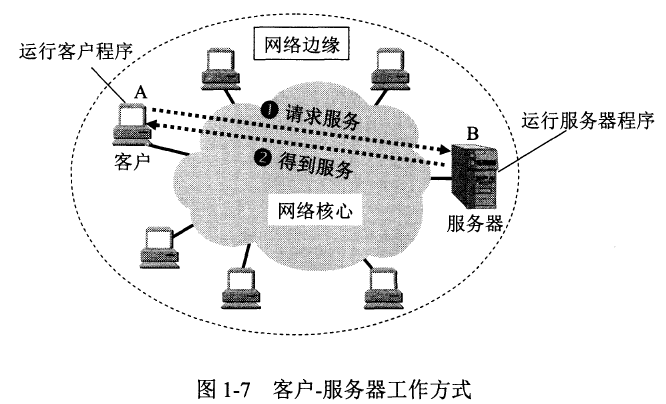 运行客户程序
网络边缘
A
❶ 请求服务
B
运行服务器程序
客户
❷ 得到服务
网络核心
服务器
图 1-7 客户-服务器工作方式